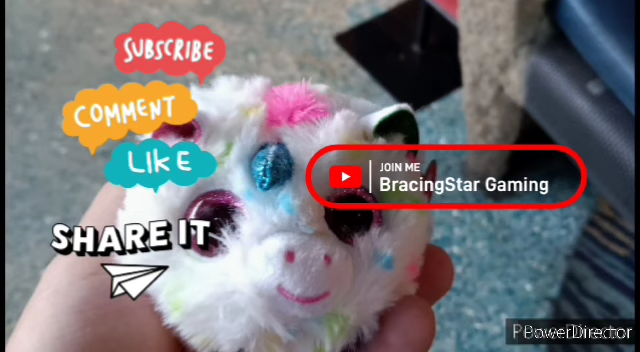 SUBSCRIBE
COMMENT
LIKE
SHARE IT
JOIN ME
BracingStar Gaming
PowerDirector